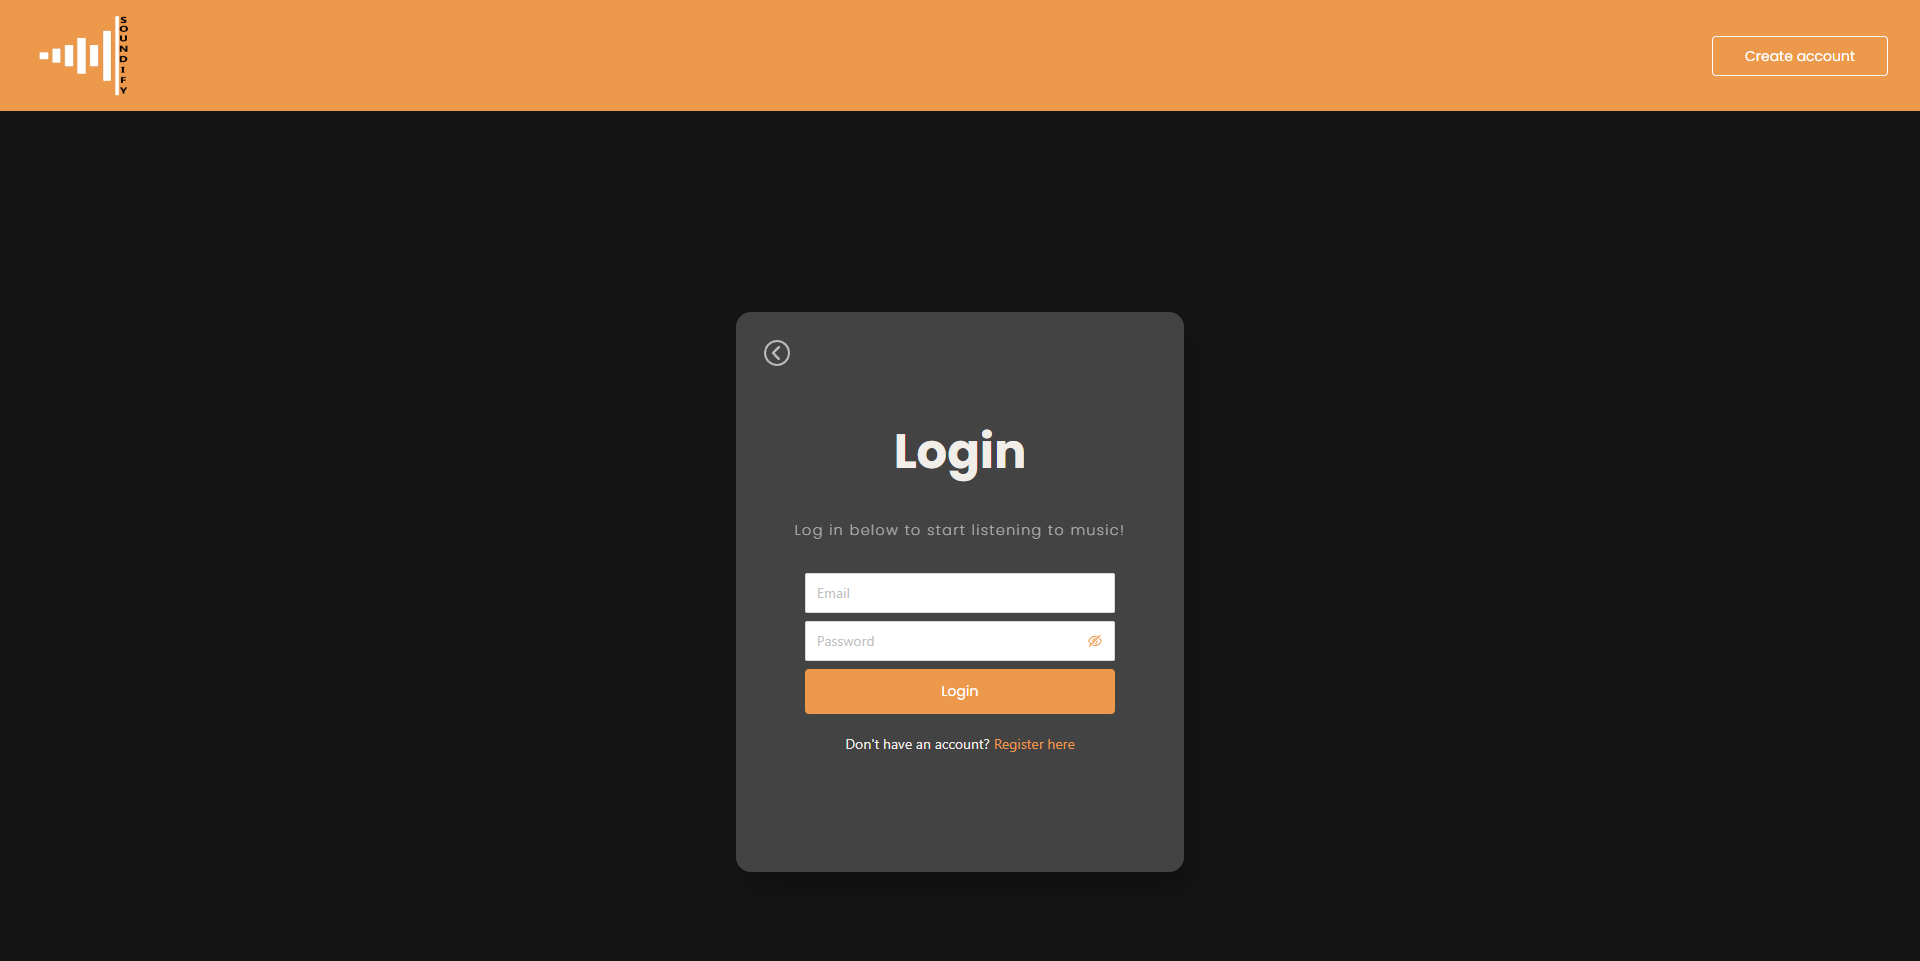 SOUNDIFY
Create account
Login
Log in below to start listening to music!
Email
Password
Login
Don't have an account? Register here